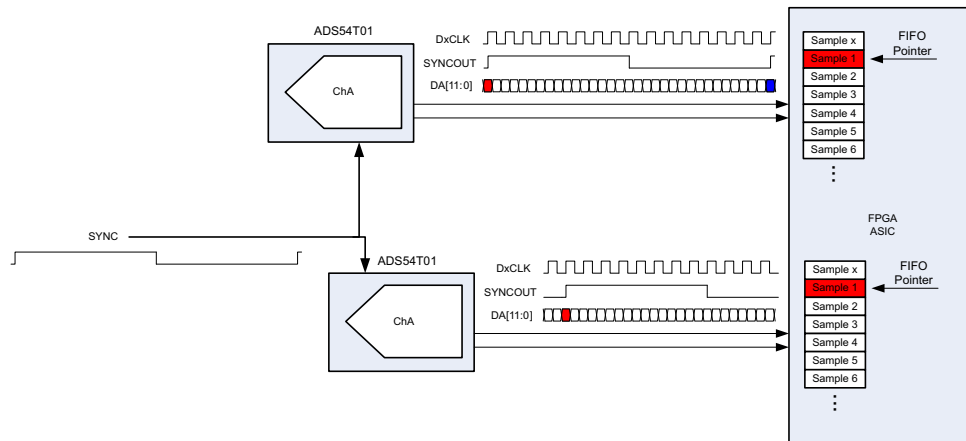 ADS54T01
ChA
DxCLK
SYNCOUT
DA[11:0]
Sample x
Sample 1
Sample 2
Sample 3
Sample 4
Sample 5
Sample 6
FIFO
Pointer
SYNC
FPGA
ASIC
ADS54T01
ChA
DxCLK
SYNCOUT
DA[11:0]
Sample x
Sample 1
Sample 2
Sample 3
Sample 4
Sample 5
Sample 6
FIFO
Pointer